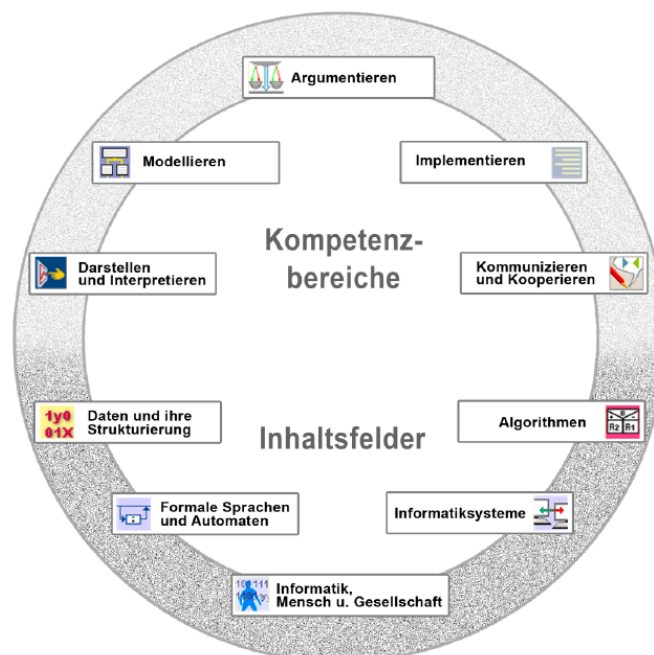 Argumentieren
Modellieren
Implementieren
Kompetenz-
bereiche
Darstellen
und Interpretieren
Kommunizieren
und Kooperieren
1y0
01X
Daten und ihre
Strukturierung
Inhaltsfelder
Algorithmen
R2 R1
Formale Sprachen
und Automaten
Informatiksysteme
Informatik,
Mensch u. Gesellschaft